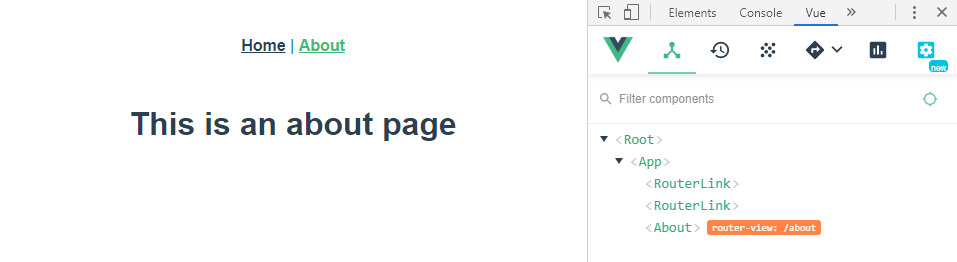 Home | About
This is an about page
Elements Console Vue »
new
Filter components
<Root>
<App>
<RouterLink>
<RouterLink>
<About> router-view: /about